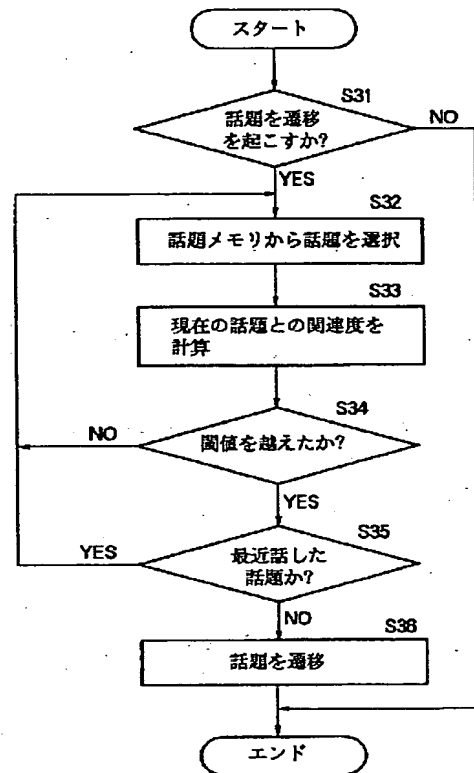 スタート
S31
話題を遷移
を起こすか?
NO
YES
S32
話題メモリから話題を選択
S33
現在の話題との関連度を
計算
S34
閾値を越えたか?
NO
YES
S35
最近話した
話題か?
YES
NO
S36
話題を遷移
エンド